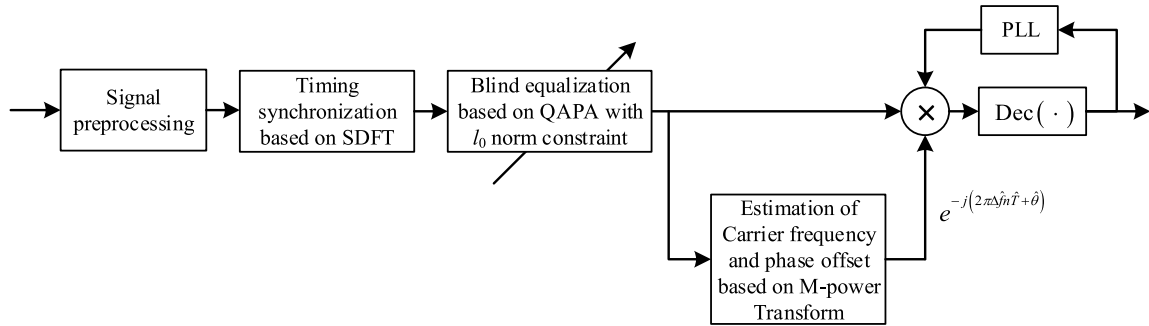 Signal
preprocessing
Timing
synchronization
based on SDFT
Blind equalization
based on QAPA with
l₀ norm constraint
PLL
×
Dec( · )
Estimation of
Carrier frequency
and phase offset
based on M-power
Transform
e^{-j(2πΔf̂nT̂+θ̂)}